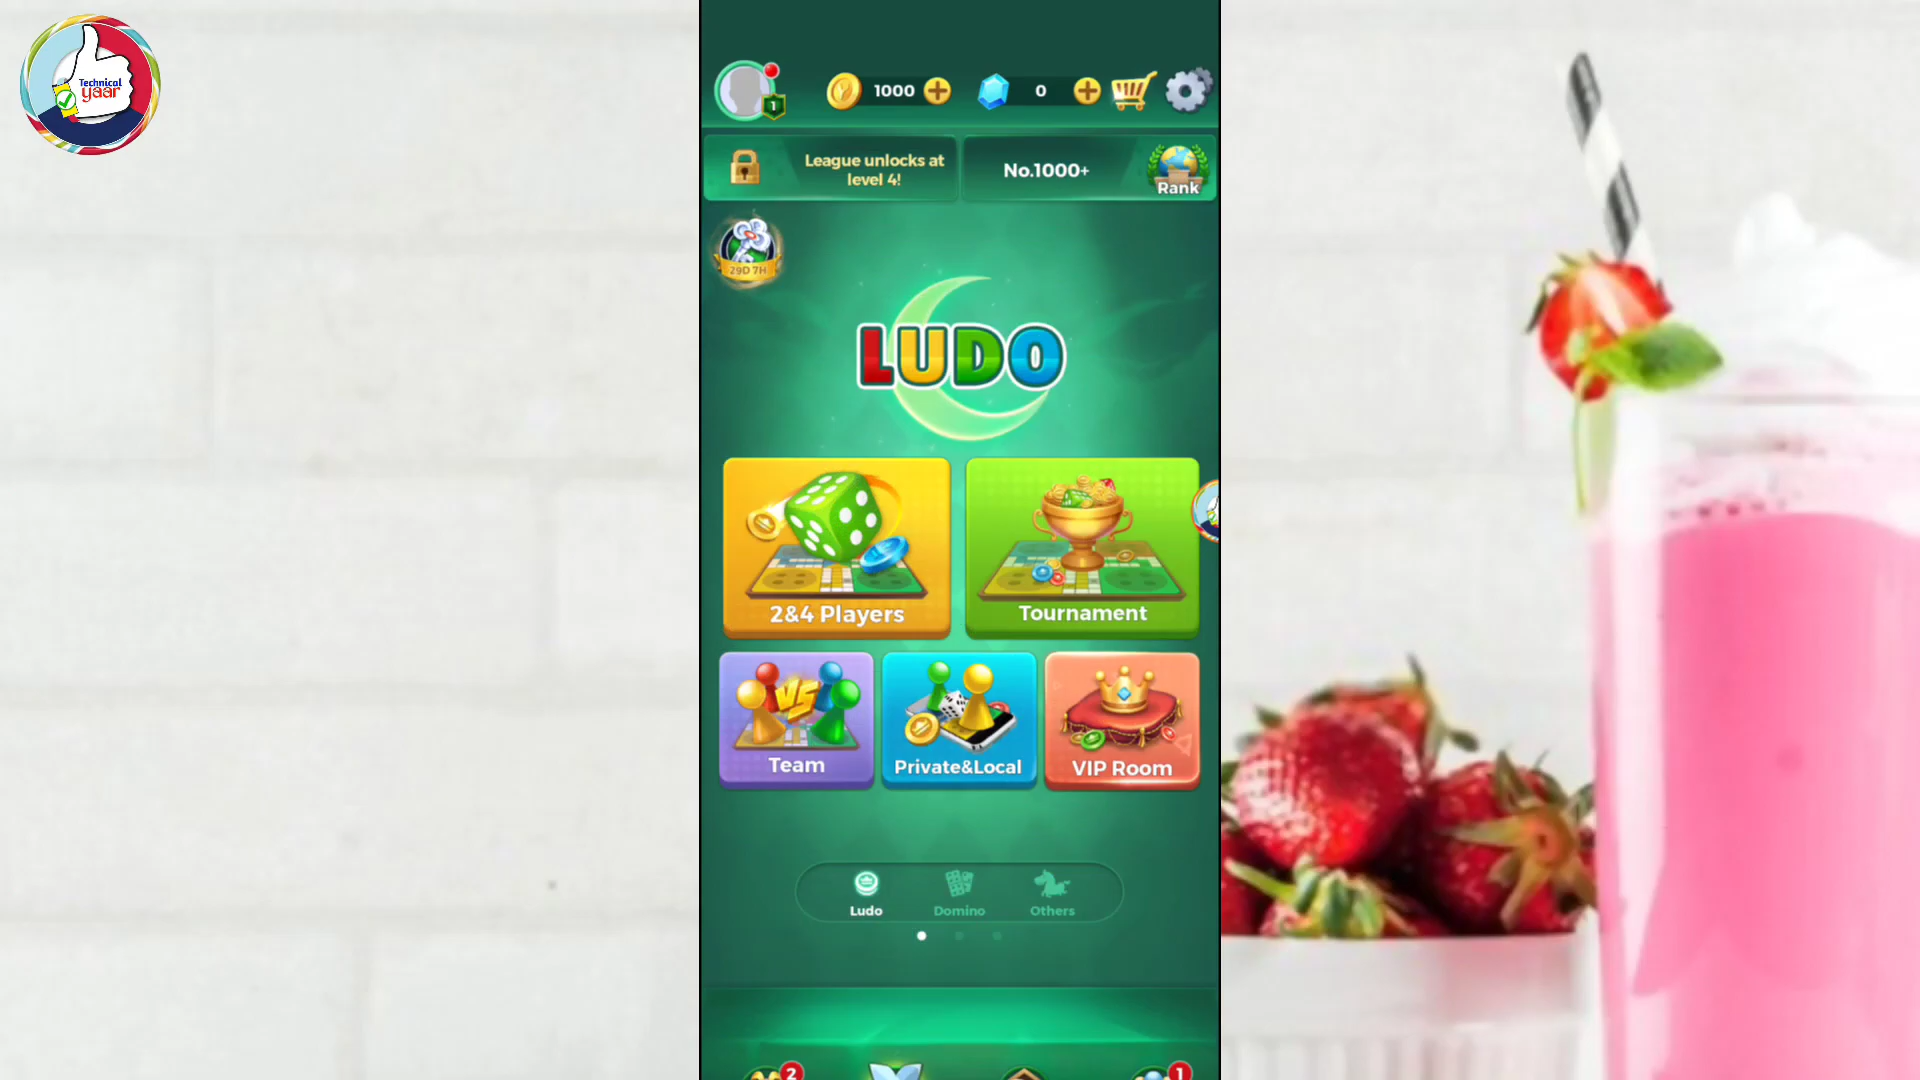 Technical
yaar
1
1000
0
League unlocks at
level 4!
No.1000+
Rank
29D 7H
LUDO
2&4 Players
Tournament
VS
Team
Private&Local
VIP Room
Ludo
Domino
Others
2
1